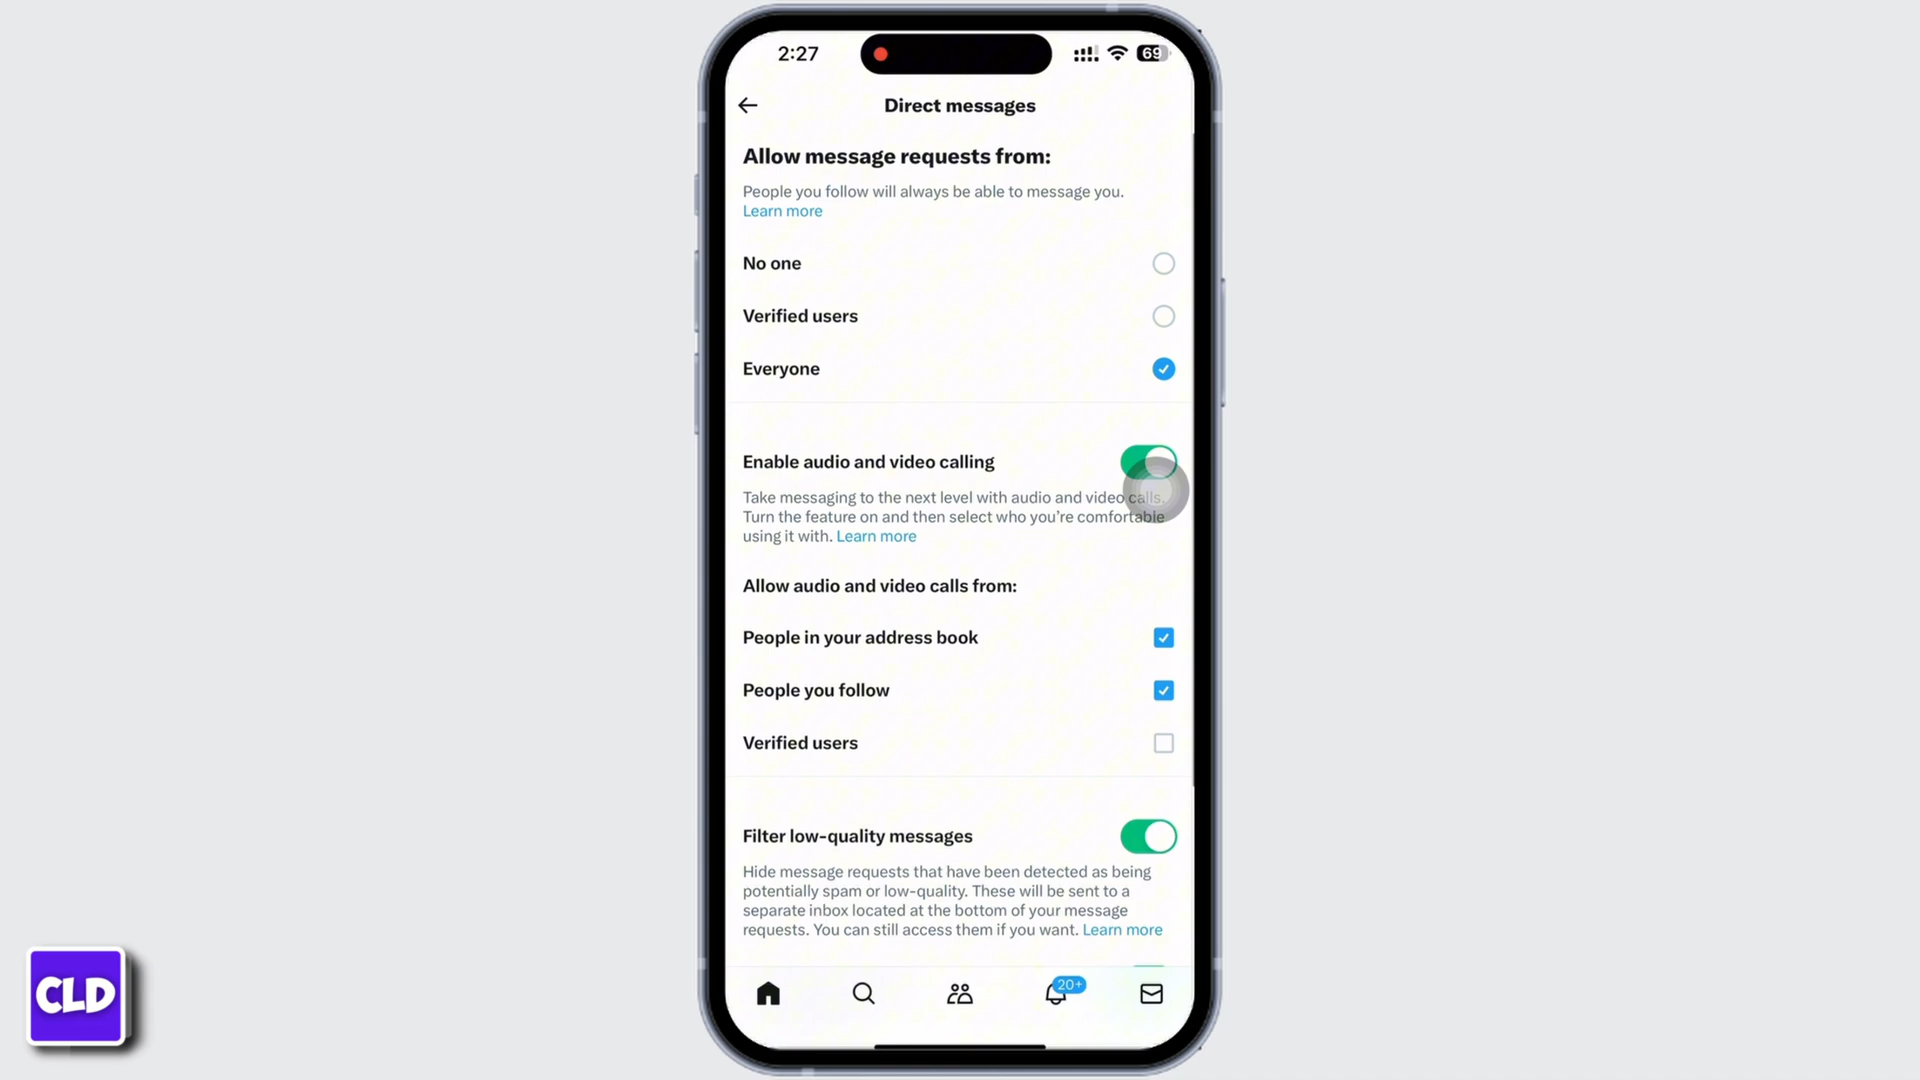 2:27
69
Direct messages
Allow message requests from:
People you follow will always be able to message you.
Learn more
No one
Verified users
Everyone
Enable audio and video calling
Take messaging to the next level with audio and video calls.
Turn the feature on and then select who you’re comfortable
using it with. Learn more
Allow audio and video calls from:
People in your address book
People you follow
Verified users
Filter low-quality messages
Hide message requests that have been detected as being
potentially spam or low-quality. These will be sent to a
separate inbox located at the bottom of your message
requests. You can still access them if you want. Learn more
20+
CLD